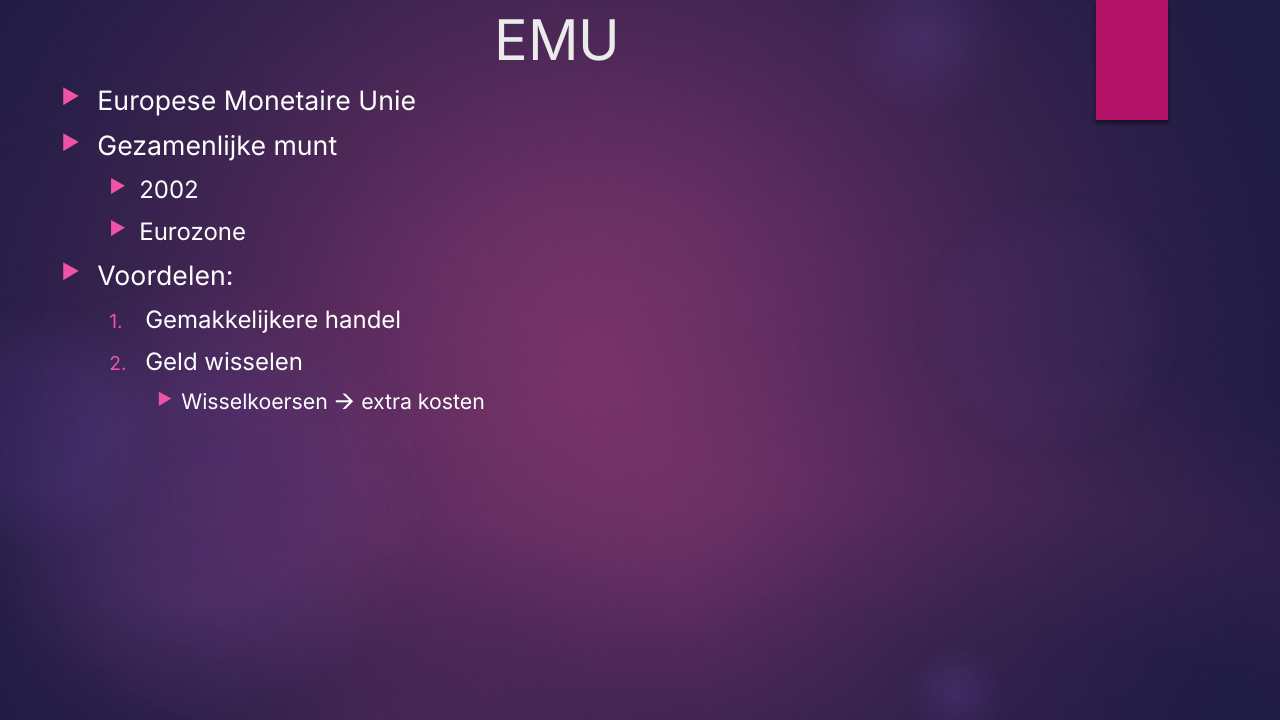 EMU
Europese Monetaire Unie
Gezamenlijke munt
2002
Eurozone
Voordelen:
1. Gemakkelijkere handel
2. Geld wisselen
Wisselkoersen → extra kosten